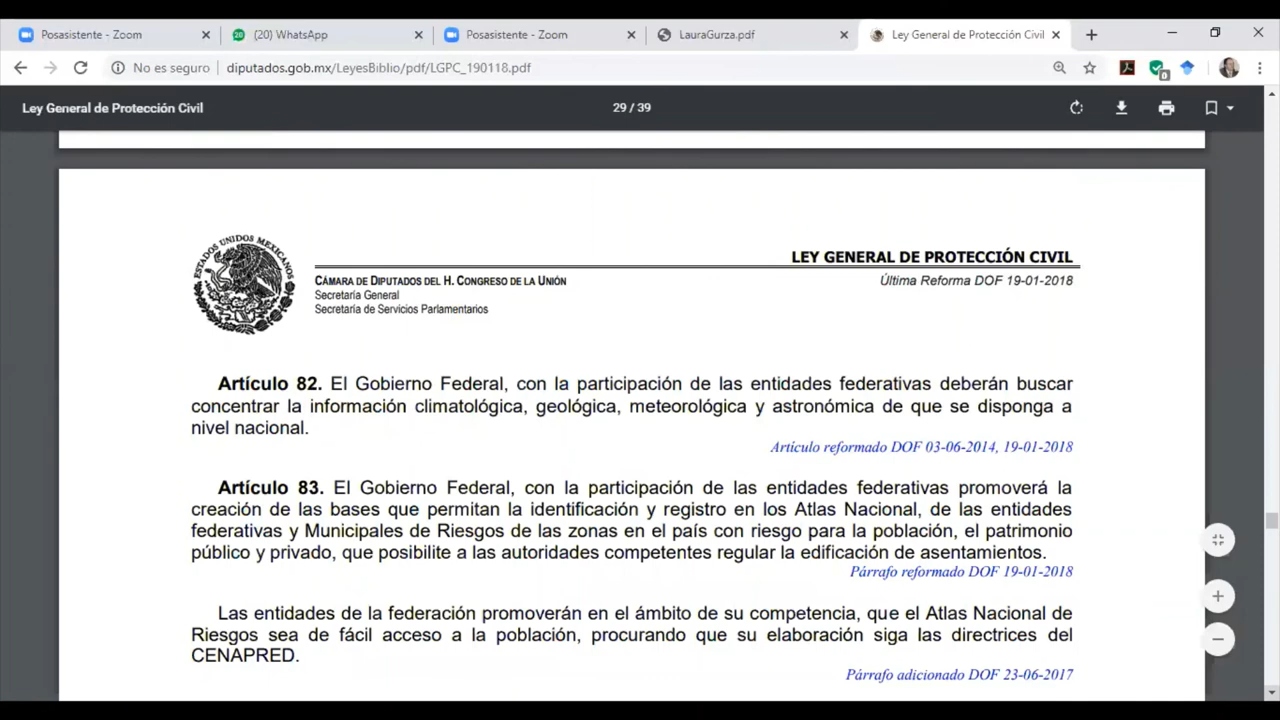 Posasistente - Zoom
(20) WhatsApp
Posasistente - Zoom
LauraGurza.pdf
Ley General de Protección Civil
No es seguro
diputados.gob.mx/LeyesBiblio/pdf/LGPC_190118.pdf
0
Ley General de Protección Civil
29 / 39
ESTADOS UNIDOS MEXICANOS
LEY GENERAL DE PROTECCIÓN CIVIL
CÁMARA DE DIPUTADOS DEL H. CONGRESO DE LA UNIÓN
Última Reforma DOF 19-01-2018
Secretaría General
Secretaría de Servicios Parlamentarios
Artículo 82. El Gobierno Federal, con la participación de las entidades federativas deberán buscar
concentrar la información climatológica, geológica, meteorológica y astronómica de que se disponga a
nivel nacional.
Artículo reformado DOF 03-06-2014, 19-01-2018
Artículo 83. El Gobierno Federal, con la participación de las entidades federativas promoverá la
creación de las bases que permitan la identificación y registro en los Atlas Nacional, de las entidades
federativas y Municipales de Riesgos de las zonas en el país con riesgo para la población, el patrimonio
público y privado, que posibilite a las autoridades competentes regular la edificación de asentamientos.
Párrafo reformado DOF 19-01-2018
Las entidades de la federación promoverán en el ámbito de su competencia, que el Atlas Nacional de
Riesgos sea de fácil acceso a la población, procurando que su elaboración siga las directrices del
CENAPRED.
Párrafo adicionado DOF 23-06-2017